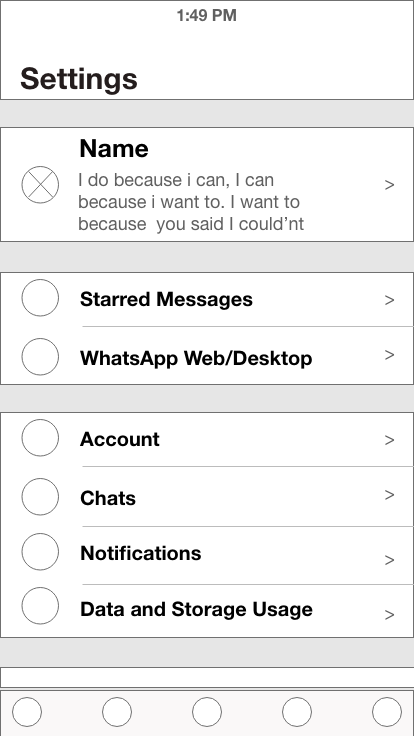 1:49 PM
Settings
Name
I do because i can, I can
because i want to. I want to
because  you said I could’nt
>
Starred Messages >
WhatsApp Web/Desktop >
Account >
Chats >
Notifications >
Data and Storage Usage >